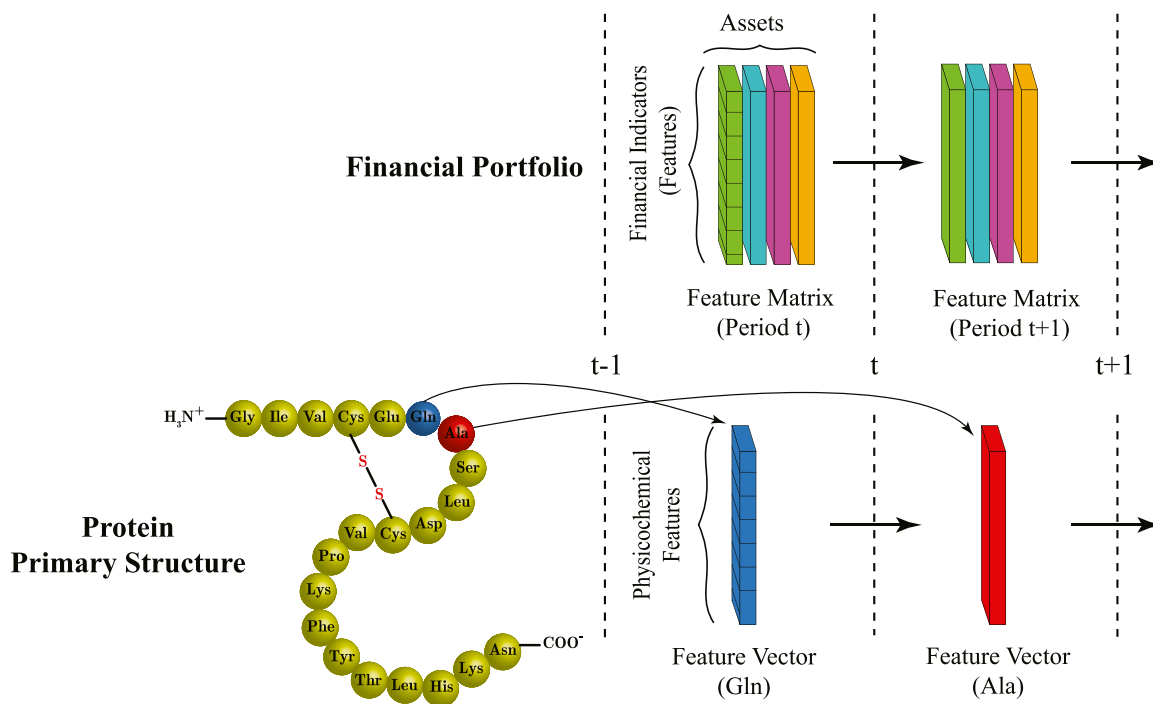 Assets
Financial Indicators
(Features)
Financial Portfolio
Feature Matrix
(Period t)
Feature Matrix
(Period t+1)
t-1
t
t+1
H₃N⁺
Gly
Ile
Val
Cys
Glu
Gln
Ala
Ser
Leu
Asp
Cys
Val
Pro
Lys
Phe
Tyr
Thr
Leu
His
Lys
Asn
COO⁻
S
S
Protein
Primary Structure
Physicochemical
Features
Feature Vector
(Gln)
Feature Vector
(Ala)